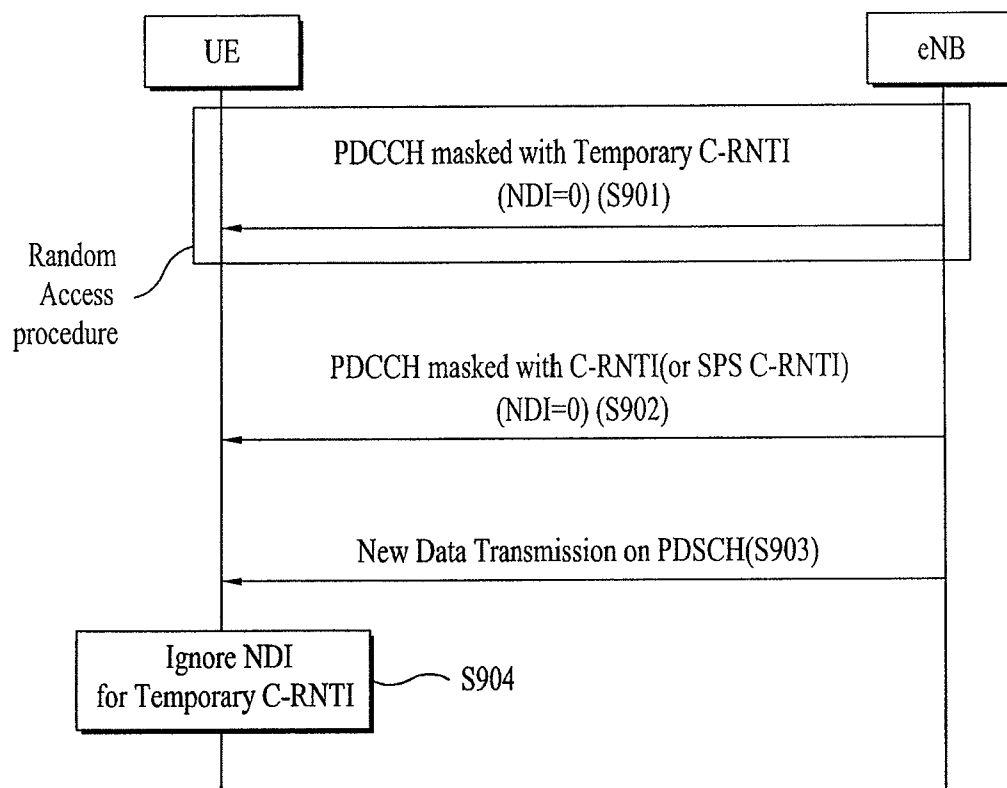 UE
eNB
PDCCH masked with Temporary C-RNTI
(NDI=0) (S901)
Random
Access
procedure
PDCCH masked with C-RNTI(or SPS C-RNTI)
(NDI=0) (S902)
New Data Transmission on PDSCH(S903)
Ignore NDI
for Temporary C-RNTI
S904